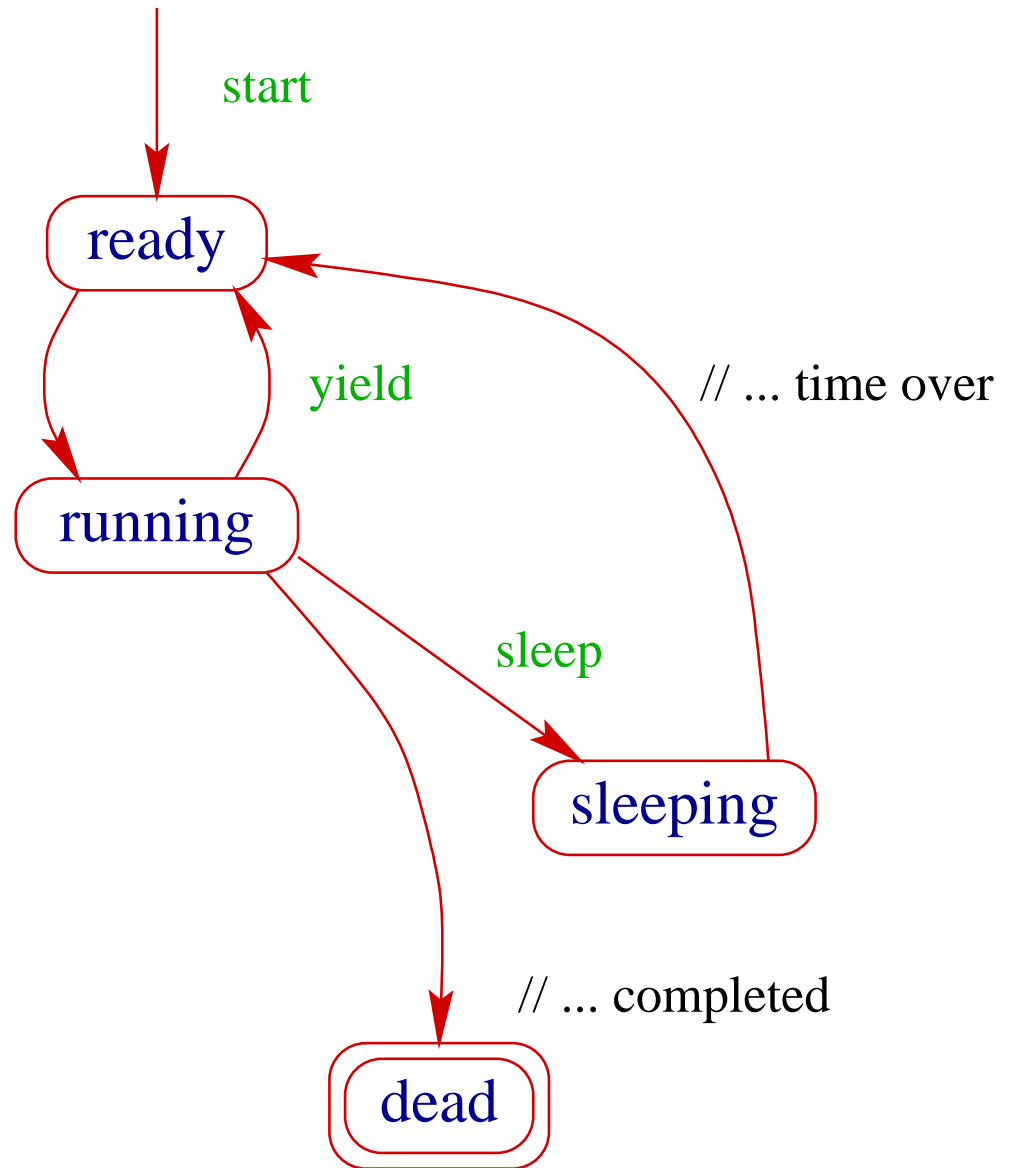 start
ready
yield
// ... time over
running
sleep
sleeping
// ... completed
dead